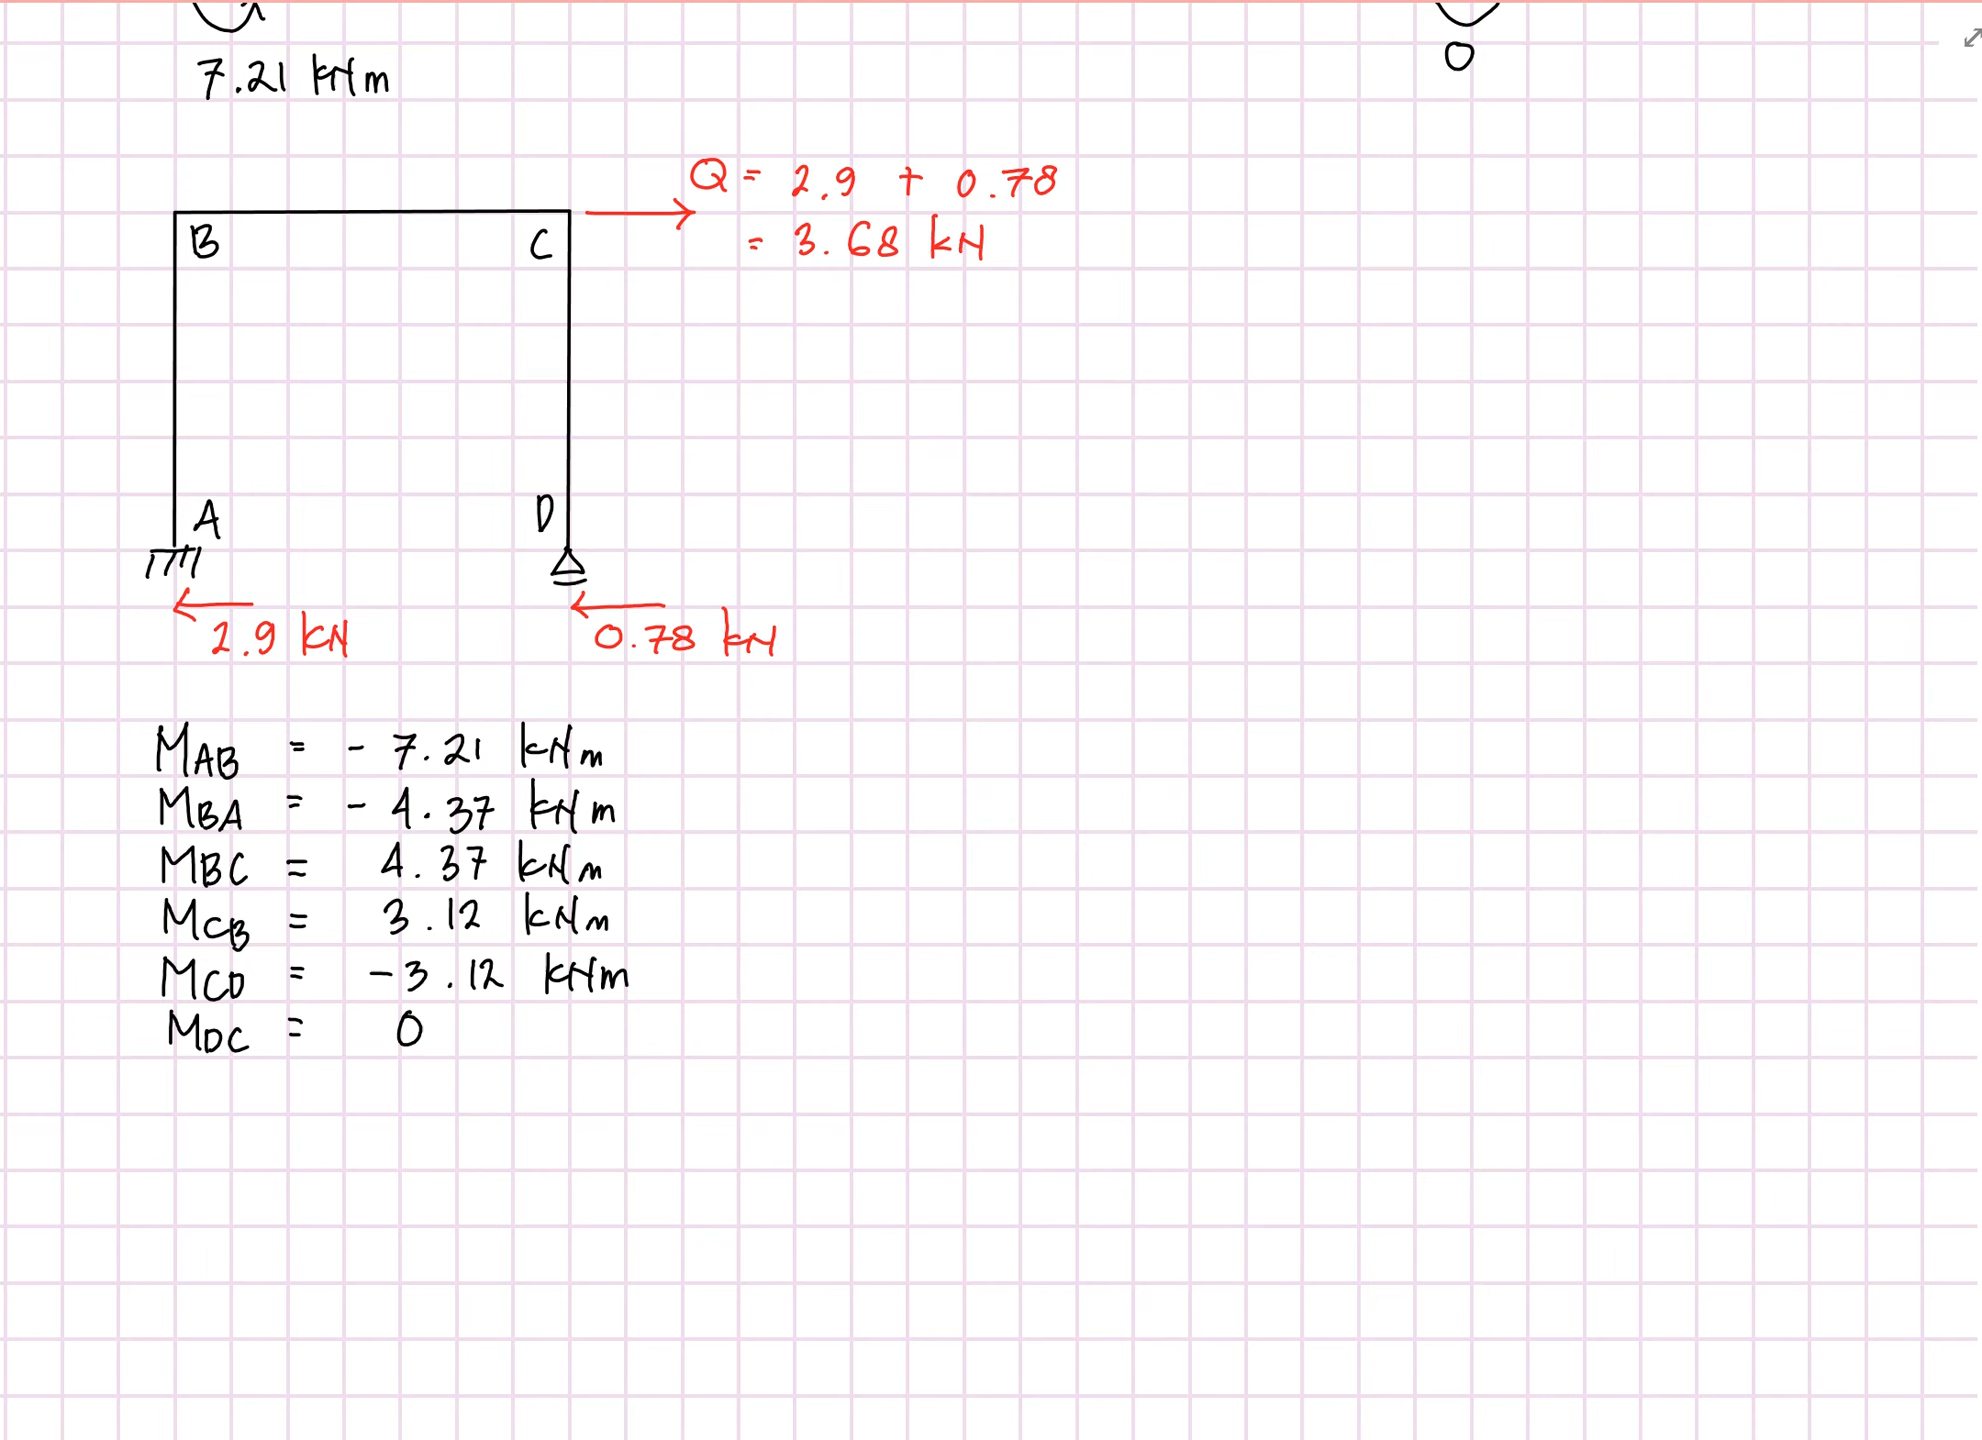 0
7.21 kNm
Q = 2.9 + 0.78
= 3.68 kN
B
C
A
D
2.9 kN
0.78 kN
MAB = - 7.21 kNm
MBA = - 4.37 kNm
MBC = 4.37 kNm
MCB = 3.12 kNm
MCD = -3.12 kNm
MDC = 0